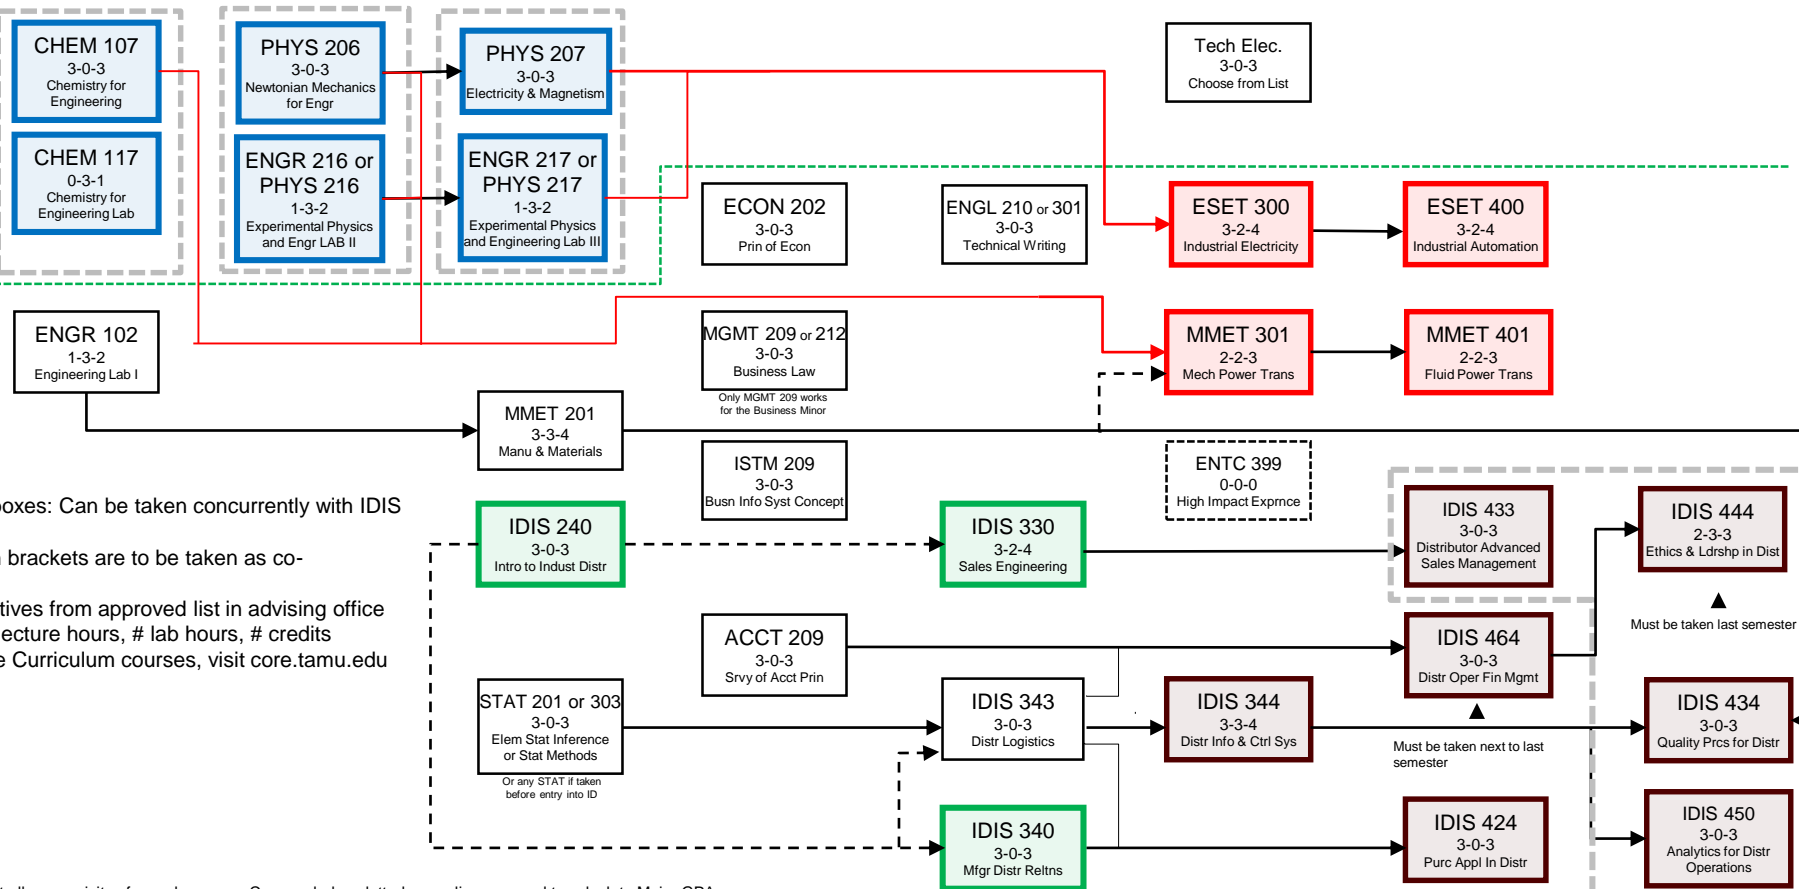 CHEM 107
3-0-3
Chemistry for
Engineering
CHEM 117
0-3-1
Chemistry for
Engineering Lab
PHYS 206
3-0-3
Newtonian Mechanics
for Engr
ENGR 216 or
PHYS 216
1-3-2
Experimental Physics
and Engr LAB II
PHYS 207
3-0-3
Electricity & Magnetism
ENGR 217 or
PHYS 217
1-3-2
Experimental Physics
and Engineering Lab III
Tech Elec.
3-0-3
Choose from List
ECON 202
3-0-3
Prin of Econ
ENGL 210 or 301
3-0-3
Technical Writing
ESET 300
3-2-4
Industrial Electricity
ESET 400
3-2-4
Industrial Automation
ENGR 102
1-3-2
Engineering Lab I
MGMT 209 or 212
3-0-3
Business Law
Only MGMT 209 works
for the Business Minor
MMET 301
2-2-3
Mech Power Trans
MMET 401
2-2-3
Fluid Power Trans
MMET 201
3-3-4
Manu & Materials
ISTM 209
3-0-3
Busn Info Syst Concept
ENTC 399
0-0-0
High Impact Exprnce
oxes: Can be taken concurrently with IDIS
brackets are to be taken as co-
tives from approved list in advising office
ecture hours, # lab hours, # credits
e Curriculum courses, visit core.tamu.edu
IDIS 240
3-0-3
Intro to Indust Distr
IDIS 330
3-2-4
Sales Engineering
IDIS 433
3-0-3
Distributor Advanced
Sales Management
IDIS 444
2-3-3
Ethics & Ldrshp in Dist
Must be taken last semester
ACCT 209
3-0-3
Srvy of Acct Prin
IDIS 464
3-0-3
Distr Oper Fin Mgmt
Must be taken next to last
semester
STAT 201 or 303
3-0-3
Elem Stat Inference
or Stat Methods
Or any STAT if taken
before entry into ID
IDIS 343
3-0-3
Distr Logistics
IDIS 344
3-3-4
Distr Info & Ctrl Sys
IDIS 434
3-0-3
Quality Prcs for Distr
IDIS 340
3-0-3
Mfgr Distr Reltns
IDIS 424
3-0-3
Purc Appl In Distr
IDIS 450
3-0-3
Analytics for Distr
Operations